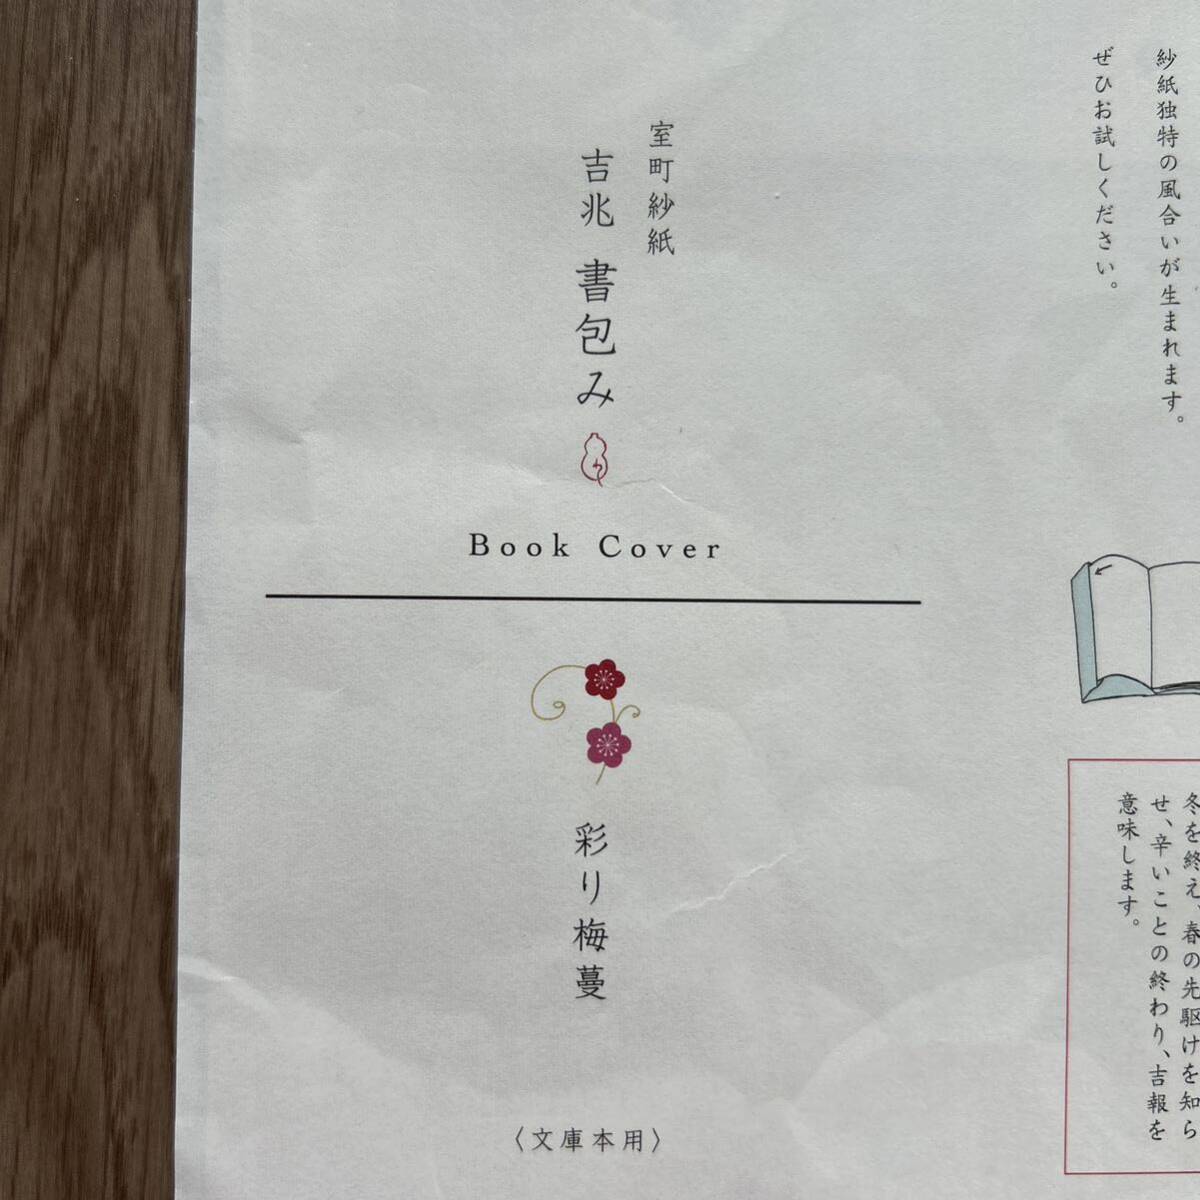 紗紙独特の風合いが生まれます。
ぜひお試しください。
室町紗紙
吉兆 書包み
Book Cover
彩り梅蔓
〈文庫本用〉
冬を終え、春の先駆けを知ら
せ、辛いことの終わり、吉報を
意味します。